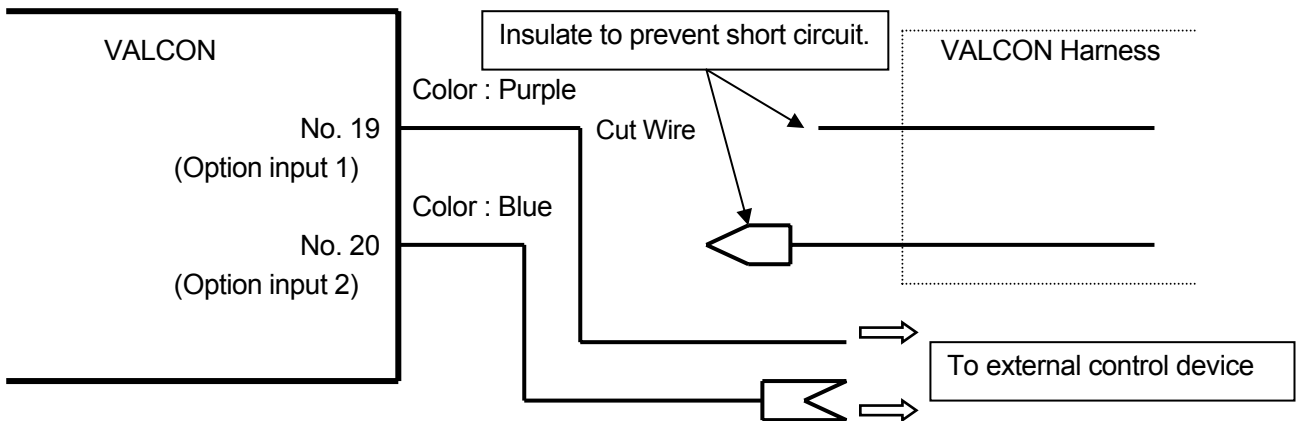 VALCON
Insulate to prevent short circuit.
VALCON Harness
Color : Purple
No. 19
(Option input 1)
Cut Wire
Color : Blue
No. 20
(Option input 2)
To external control device